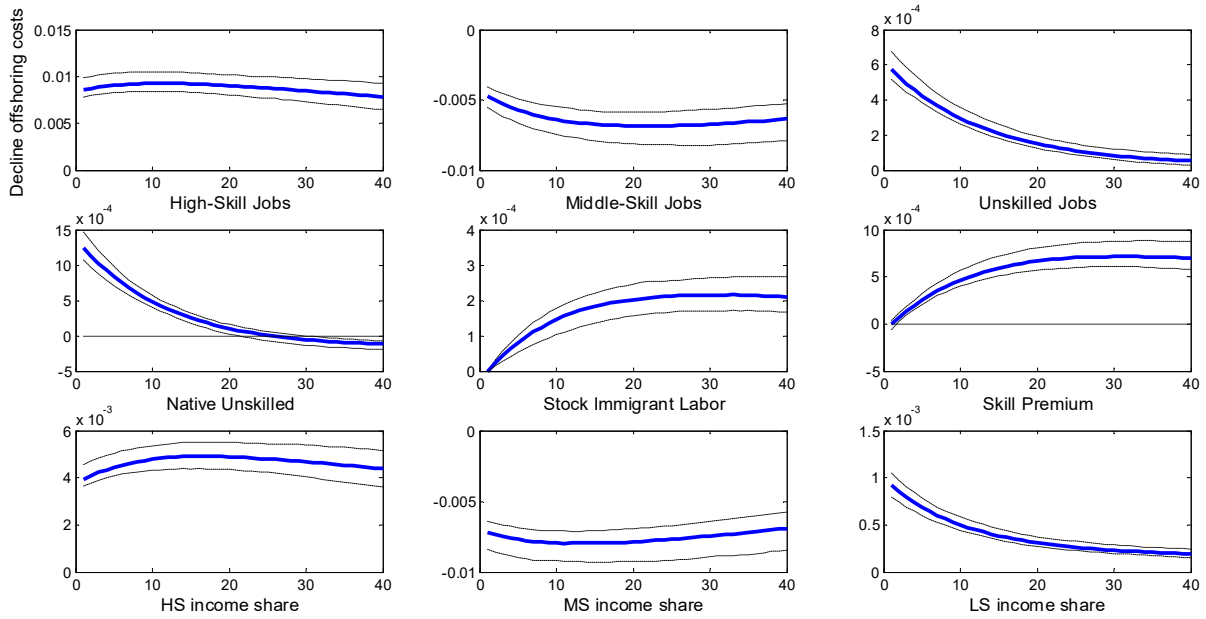 Decline offshoring costs
0.015
0.01
0.005
0
0 10 20 30 40
High-Skill Jobs
0
-0.005
-0.01
0 10 20 30 40
Middle-Skill Jobs
x 10^-4
8
6
4
2
0
0 10 20 30 40
Unskilled Jobs
x 10^-4
15
10
5
0
-5
0 10 20 30 40
Native Unskilled
x 10^-4
4
3
2
1
0
0 10 20 30 40
Stock Immigrant Labor
x 10^-4
10
5
0
-5
0 10 20 30 40
Skill Premium
x 10^-3
6
4
2
0
0 10 20 30 40
HS income share
0
-0.005
-0.01
0 10 20 30 40
MS income share
x 10^-3
1.5
1
0.5
0
0 10 20 30 40
LS income share